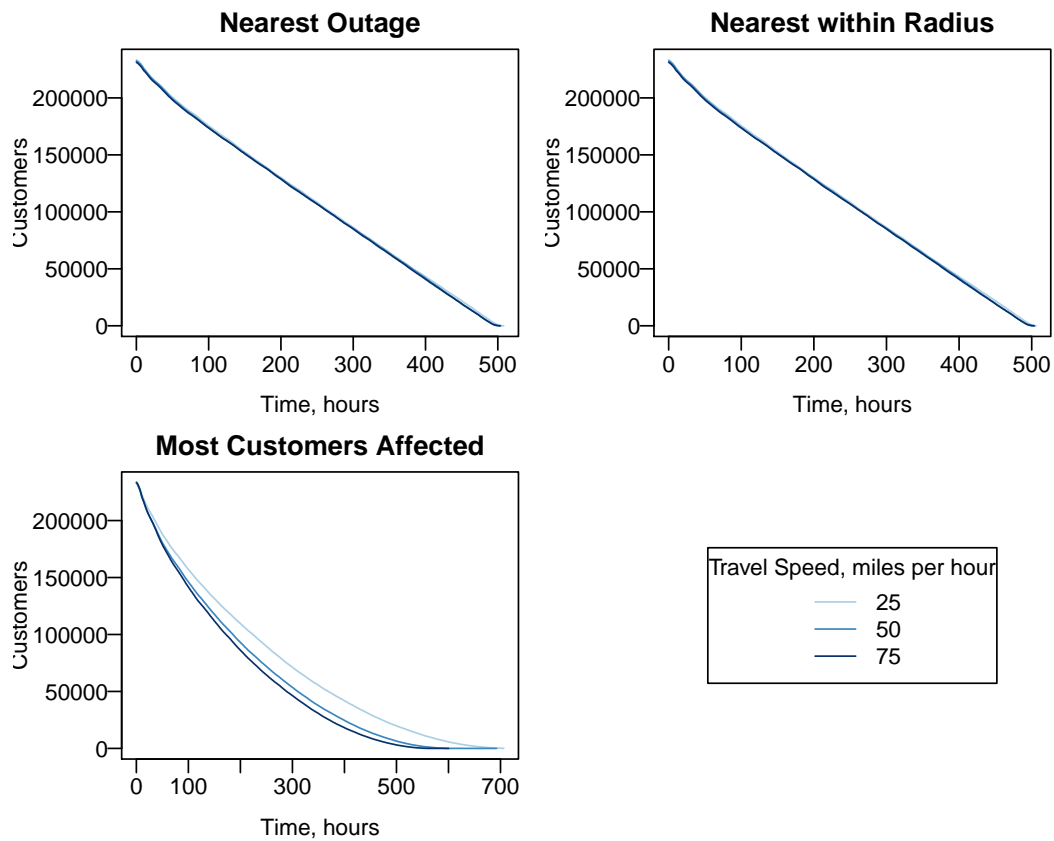 Nearest Outage
Customers
200000
150000
100000
50000
0
0 100 200 300 400 500
Time, hours
Nearest within Radius
Customers
200000
150000
100000
50000
0
0 100 200 300 400 500
Time, hours
Most Customers Affected
Customers
200000
150000
100000
50000
0
0 100 300 500 700
Time, hours
Travel Speed, miles per hour
25
50
75